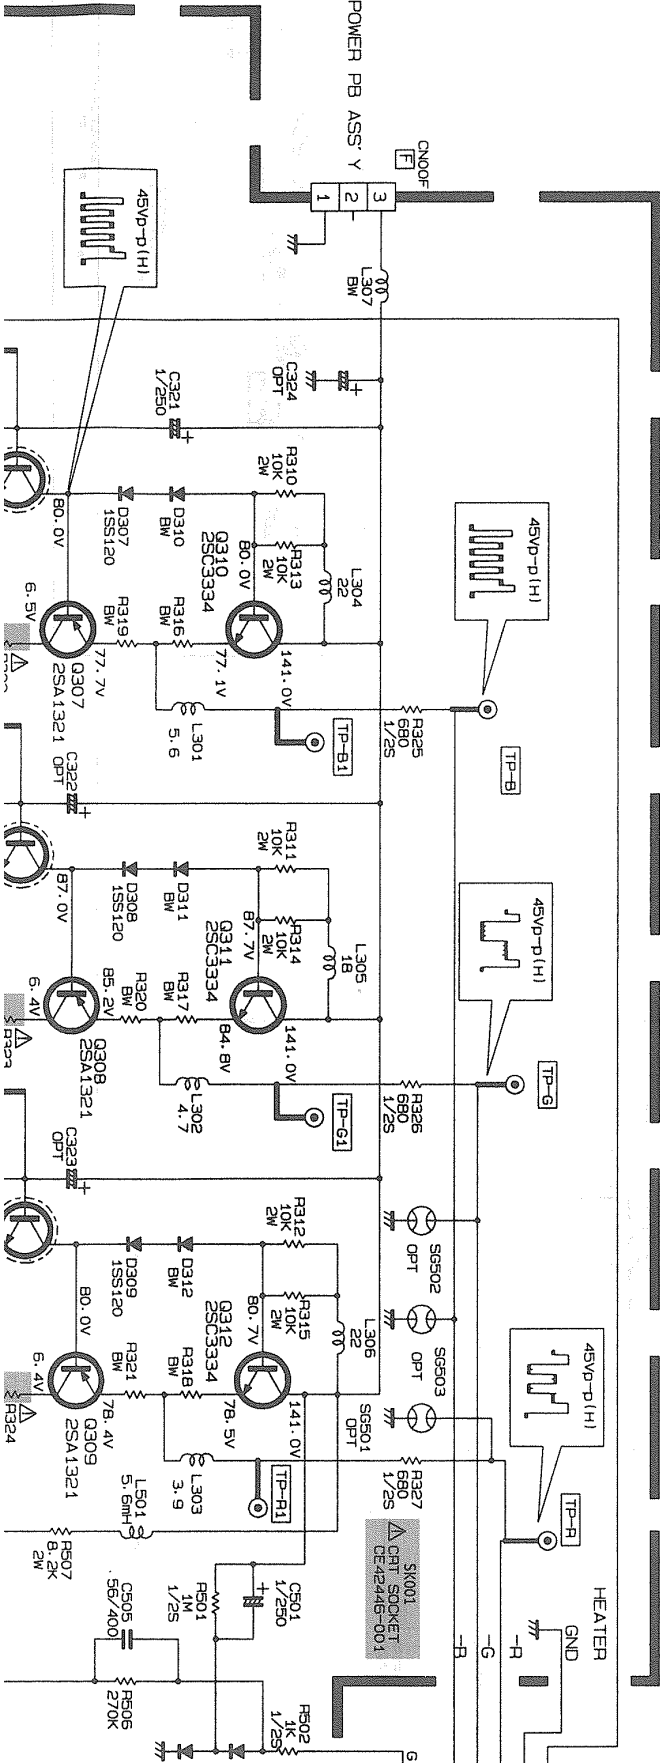 POWER PB ASS'Y
CN00F
F
1
2
3
L307
BW
45Vp-p(H)
C324
OPT
C321
1/250
R310
10K
2W
R313
10K
2W
L304
22
Q310
2SC3334
80.0V
141.0V
77.1V
D310
BW
D307
1SS120
80.0V
R316
BW
R319
BW
6.5V
77.7V
Q307
2SA1321
L301
5.6
TP-B1
R325
680
1/2S
45Vp-p(H)
TP-B
C322
OPT
R311
10K
2W
R314
10K
2W
L305
18
Q311
2SC3334
87.7V
141.0V
84.8V
D311
BW
D308
1SS120
87.0V
R317
BW
R320
BW
85.2V
6.4V
Q308
2SA1321
R323
L302
4.7
TP-G1
R326
680
1/2S
45Vp-p(H)
TP-G
C323
OPT
R312
10K
2W
R315
10K
2W
L306
22
Q312
2SC3334
80.7V
141.0V
78.5V
D312
BW
D309
1SS120
80.0V
R318
BW
R321
BW
78.4V
6.4V
Q309
2SA1321
R324
L303
3.9
TP-R1
R327
680
1/2S
SG502
OPT
SG503
OPT
SG501
OPT
45Vp-p(H)
TP-R
L501
5.6mH
R507
8.2K
2W
SK001
CRT SOCKET
CE42446-001
C501
1/250
R501
1M
1/2S
C505
56/400
R506
270K
R502
1K
1/2S
HEATER
GND
-R
-G
-B
G